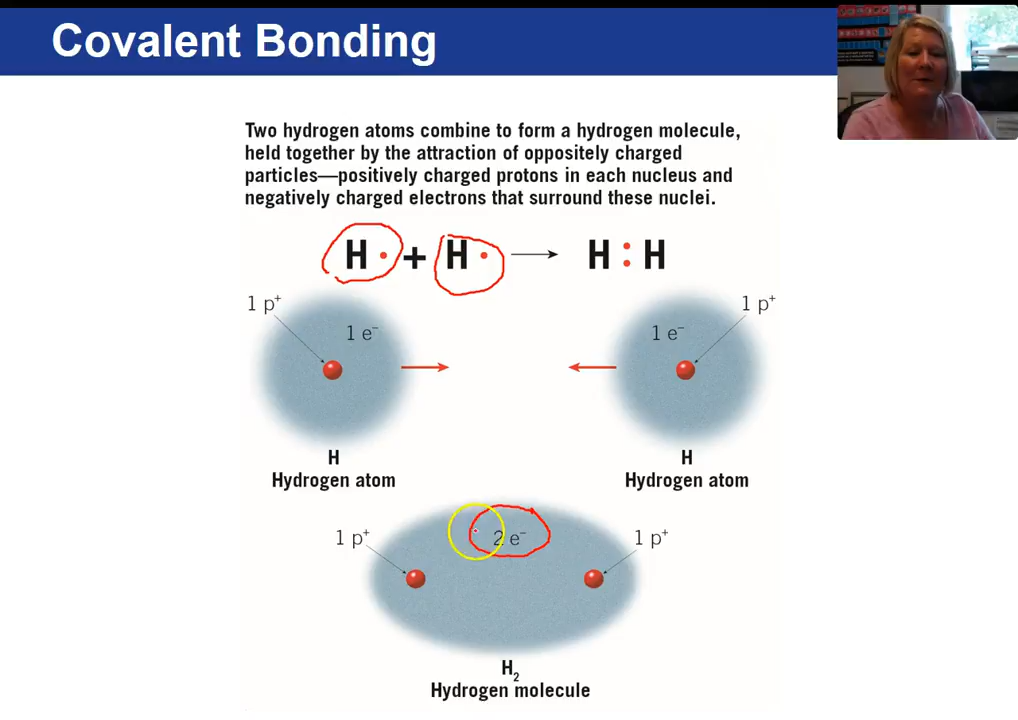 Covalent Bonding
Two hydrogen atoms combine to form a hydrogen molecule,
held together by the attraction of oppositely charged
particles—positively charged protons in each nucleus and
negatively charged electrons that surround these nuclei.
H · + H · → H : H
1 p⁺
1 e⁻
1 e⁻
1 p⁺
H
Hydrogen atom
H
Hydrogen atom
1 p⁺
2 e⁻
1 p⁺
H₂
Hydrogen molecule